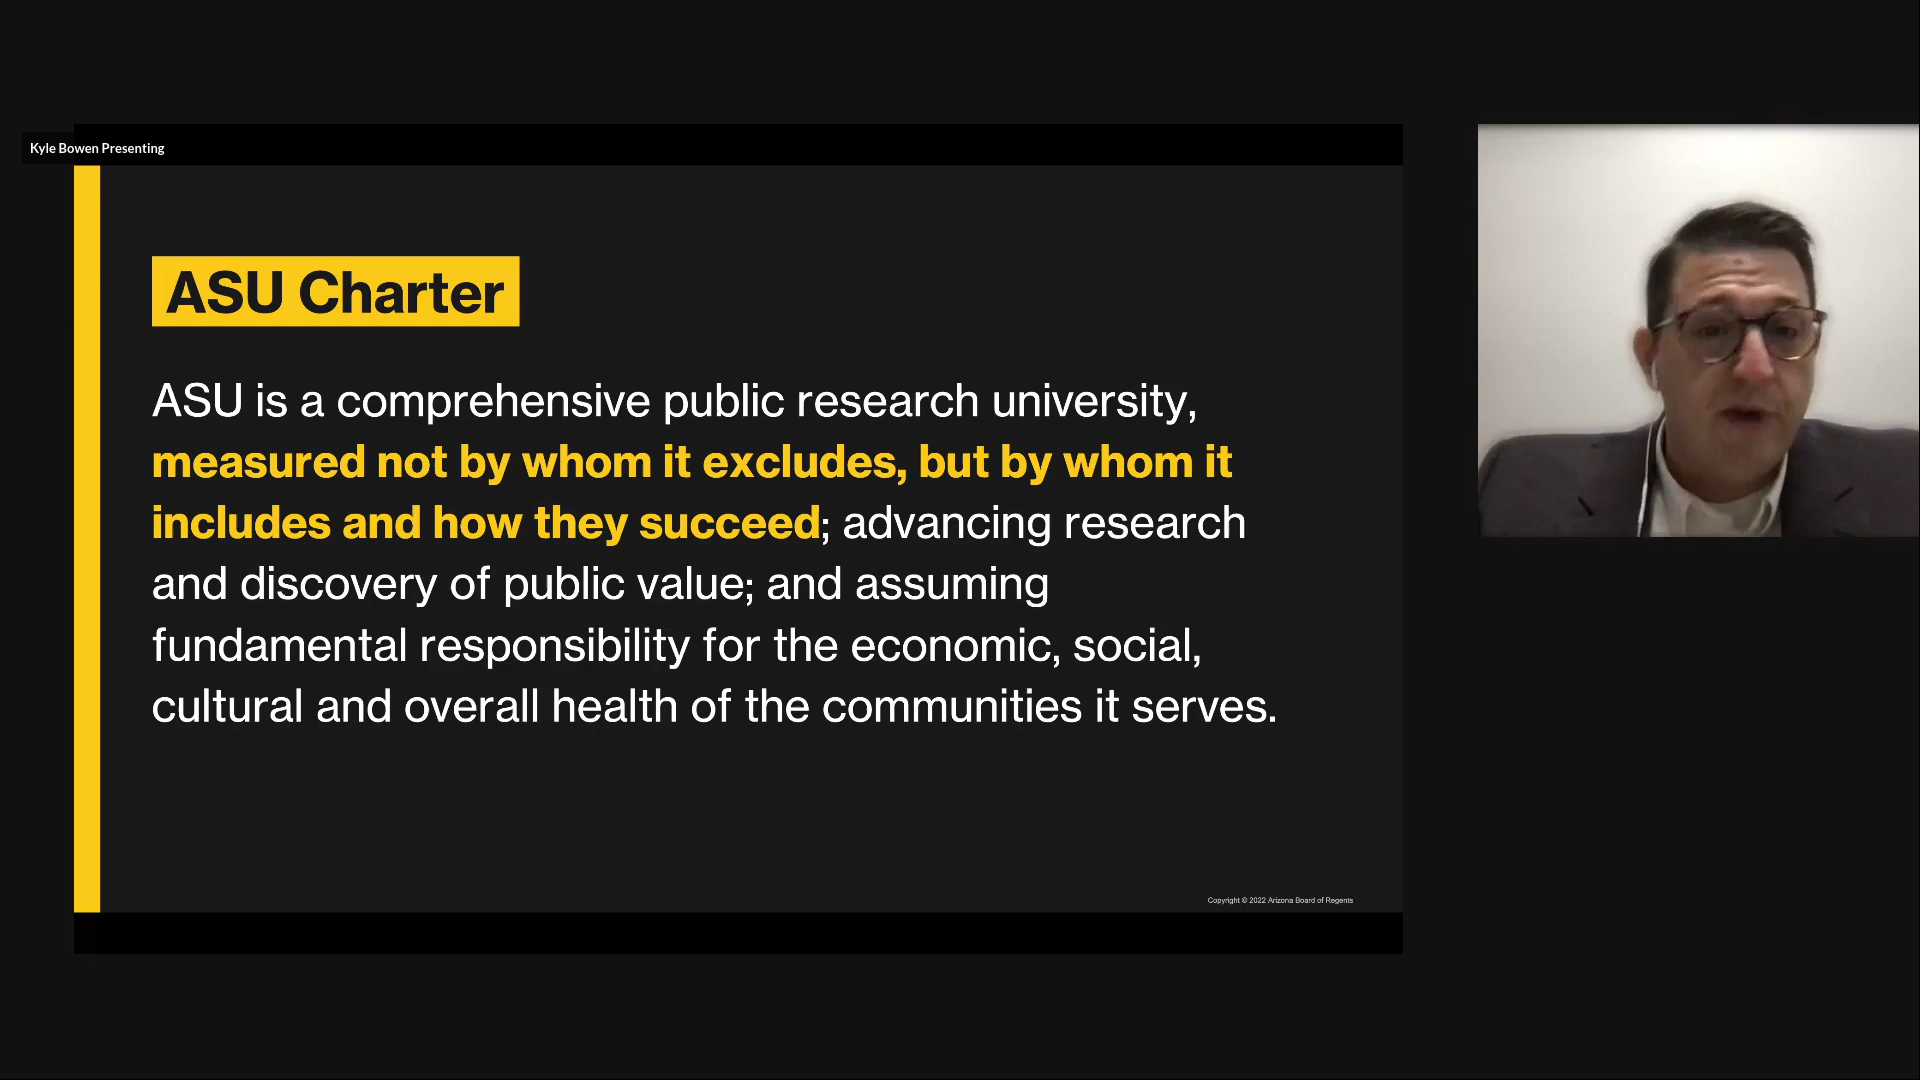 Kyle Bowen Presenting
ASU Charter
ASU is a comprehensive public research university,
measured not by whom it excludes, but by whom it
includes and how they succeed; advancing research
and discovery of public value; and assuming
fundamental responsibility for the economic, social,
cultural and overall health of the communities it serves.
Copyright © 2022 Arizona Board of Regents